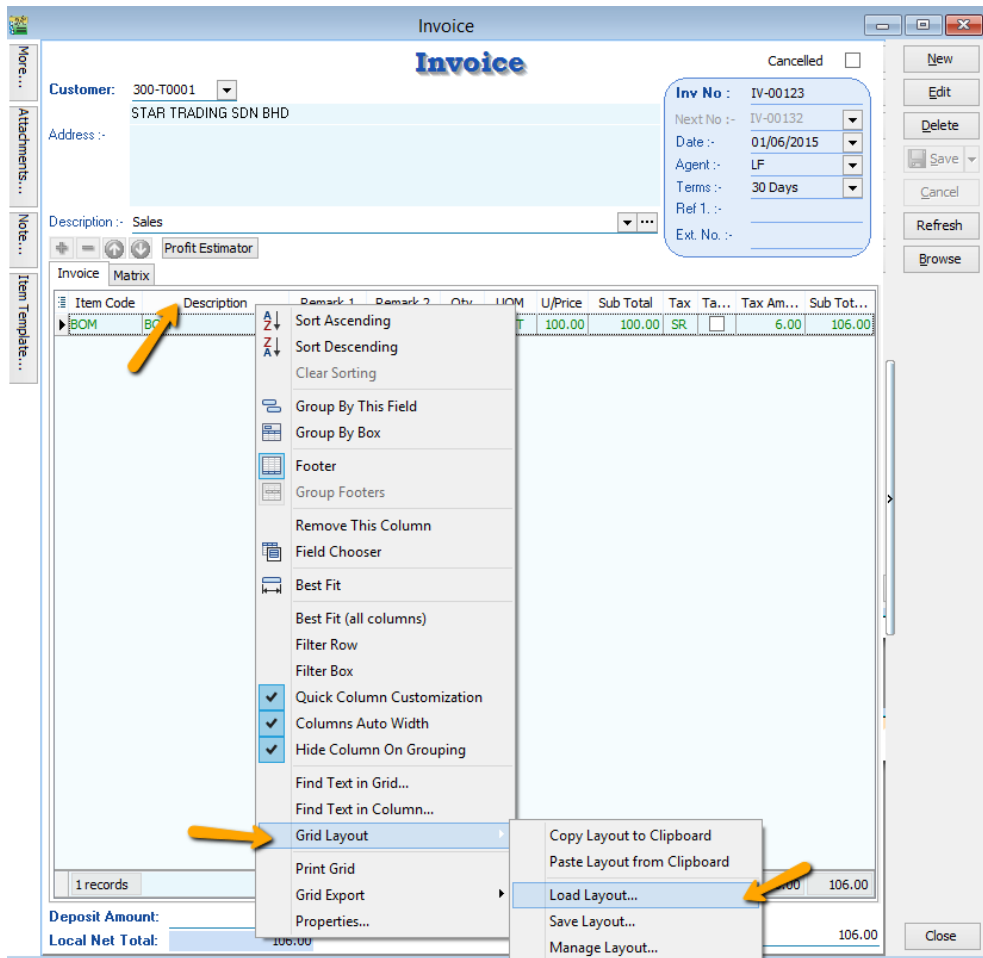 Invoice
Invoice
Cancelled
More...
Attachments...
Note...
Item Template...
Customer: 300-T0001
STAR TRADING SDN BHD
Address :-
Inv No : IV-00123
Next No :- IV-00132
Date :- 01/06/2015
Agent :- LF
Terms :- 30 Days
Ref 1. :-
Ext. No. :-
Description :- Sales
Profit Estimator
Invoice Matrix
Item Code Description Remark 1 Remark 2 Qty UOM U/Price Sub Total Tax Ta... Tax Am... Sub Tot...
BOM 100.00 100.00 SR 6.00 106.00
Sort Ascending
Sort Descending
Clear Sorting
Group By This Field
Group By Box
Footer
Group Footers
Remove This Column
Field Chooser
Best Fit
Best Fit (all columns)
Filter Row
Filter Box
Quick Column Customization
Columns Auto Width
Hide Column On Grouping
Find Text in Grid...
Find Text in Column...
Grid Layout
Print Grid
Grid Export
Properties...
Copy Layout to Clipboard
Paste Layout from Clipboard
Load Layout...
Save Layout...
Manage Layout...
1 records 106.00
Deposit Amount:
Local Net Total: 106.00 106.00
New
Edit
Delete
Save
Cancel
Refresh
Browse
Close